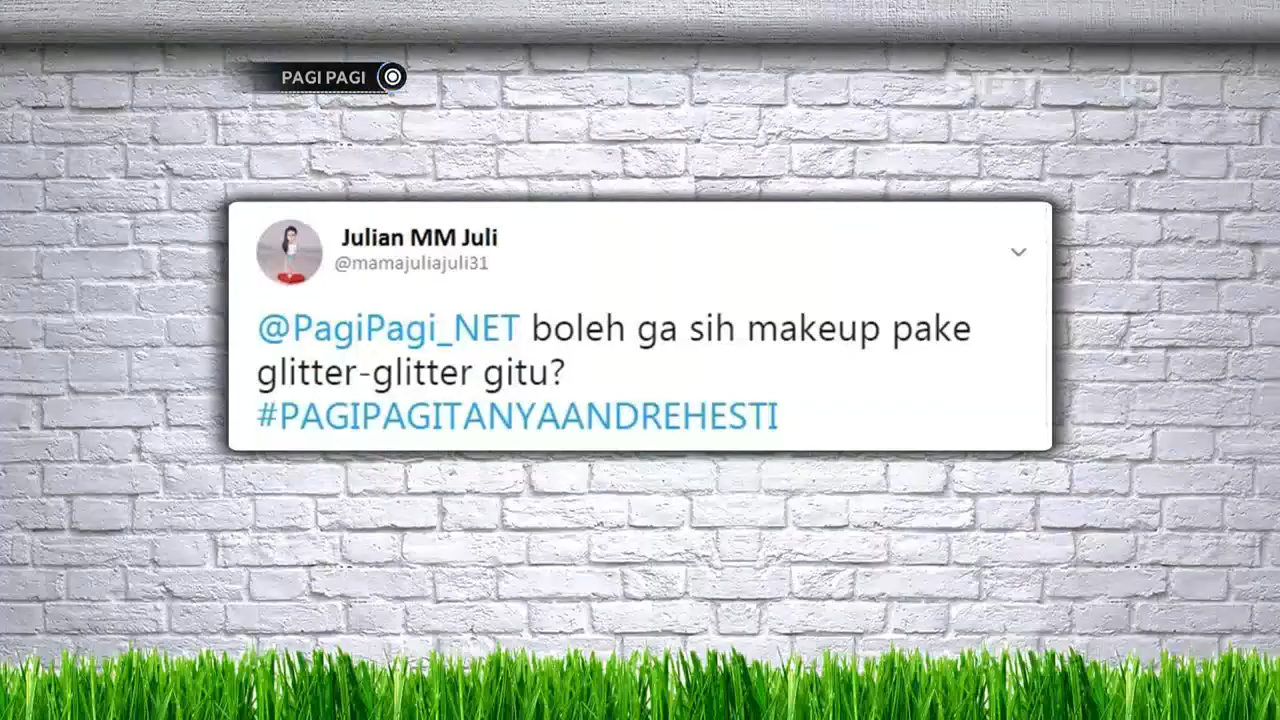 PAGI PAGI
Julian MM Juli
@mamajuliajuli31
@PagiPagi_NET boleh ga sih makeup pake
glitter-glitter gitu?
#PAGIPAGITANYAANDREHESTI